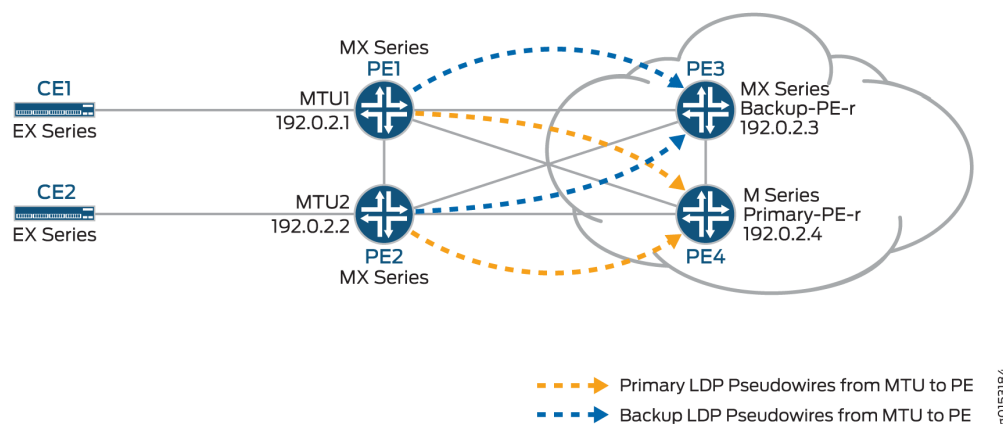 MX Series
PE1
CE1
EX Series
MTU1
192.0.2.1
PE3
MX Series
Backup-PE-r
192.0.2.3
CE2
EX Series
MTU2
192.0.2.2
PE2
MX Series
M Series
Primary-PE-r
192.0.2.4
PE4
Primary LDP Pseudowires from MTU to PE
Backup LDP Pseudowires from MTU to PE